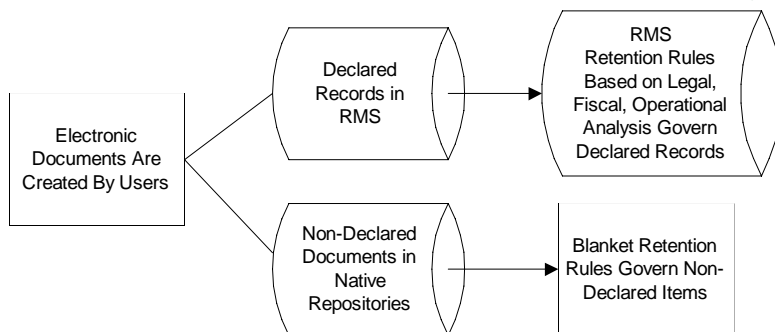 Electronic
Documents Are
Created By Users
Declared
Records in
RMS
RMS
Retention Rules
Based on Legal,
Fiscal, Operational
Analysis Govern
Declared Records
Non-Declared
Documents in
Native
Repositories
Blanket Retention
Rules Govern Non-
Declared Items